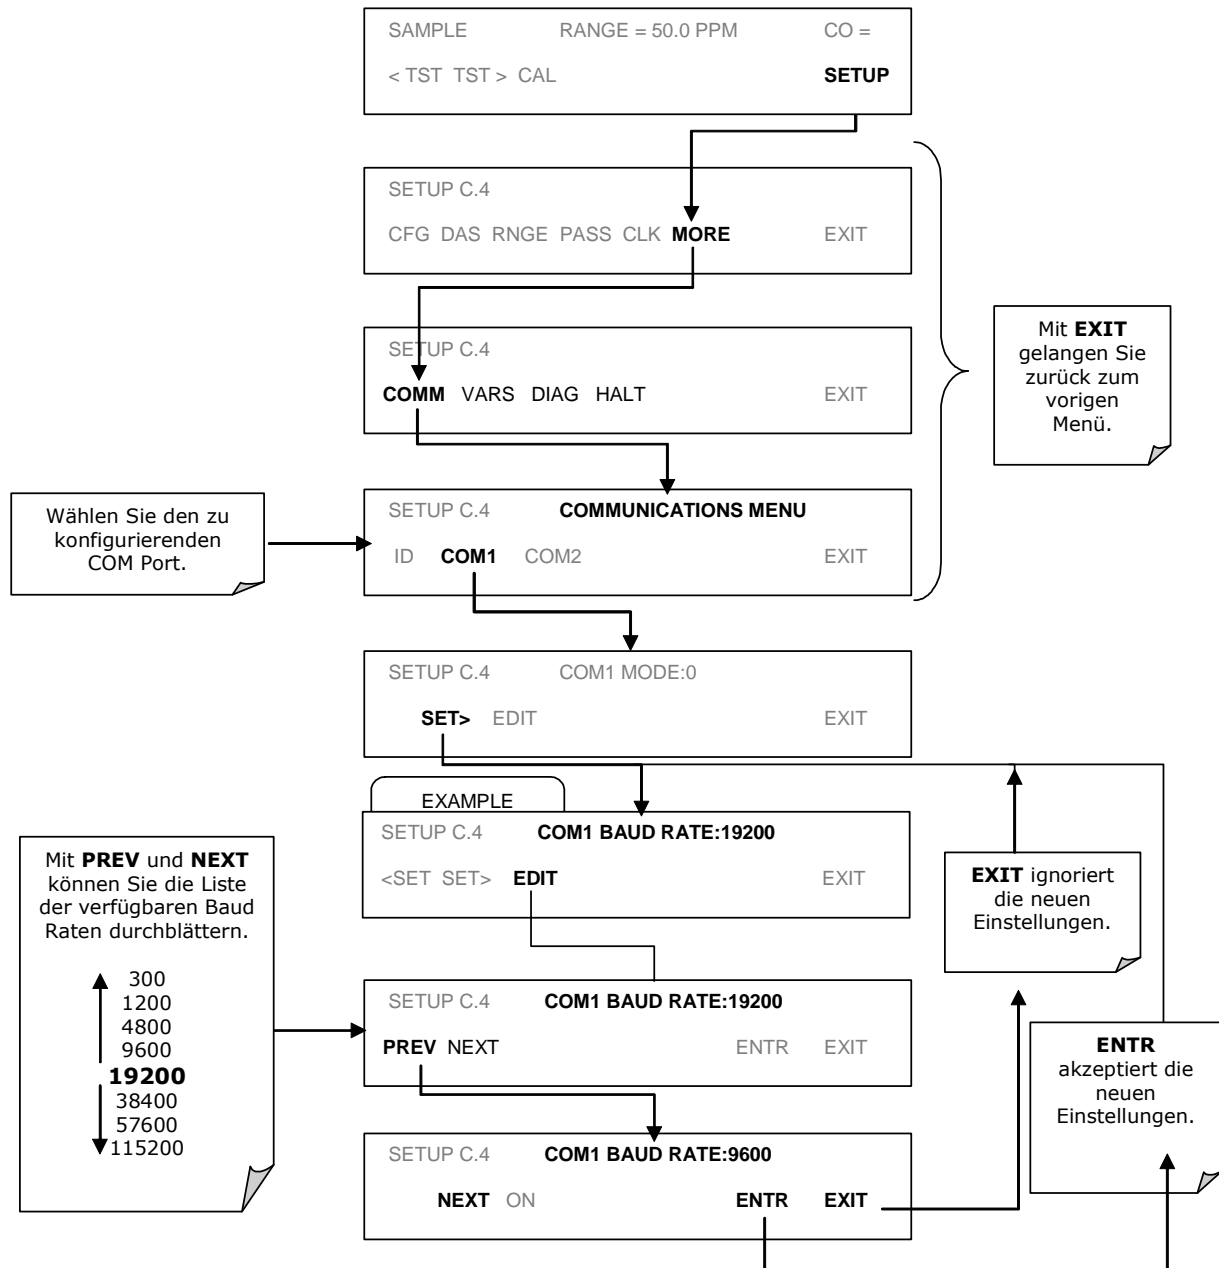 SAMPLE RANGE = 50.0 PPM CO =
< TST TST > CAL SETUP
SETUP C.4
CFG DAS RNGE PASS CLK MORE EXIT
SETUP C.4
COMM VARS DIAG HALT EXIT
Mit EXIT
gelangen Sie
zurück zum
vorigen
Menü.
Wählen Sie den zu
konfigurierenden
COM Port.
SETUP C.4 COMMUNICATIONS MENU
ID COM1 COM2 EXIT
SETUP C.4 COM1 MODE:0
SET> EDIT EXIT
EXAMPLE
SETUP C.4 COM1 BAUD RATE:19200
<SET SET> EDIT EXIT
Mit PREV und NEXT
können Sie die Liste
der verfügbaren Baud
Raten durchblättern.
300
1200
4800
9600
19200
38400
57600
115200
EXIT ignoriert
die neuen
Einstellungen.
SETUP C.4 COM1 BAUD RATE:19200
PREV NEXT ENTR EXIT
ENTR
akzeptiert die
neuen
Einstellungen.
SETUP C.4 COM1 BAUD RATE:9600
NEXT ON ENTR EXIT